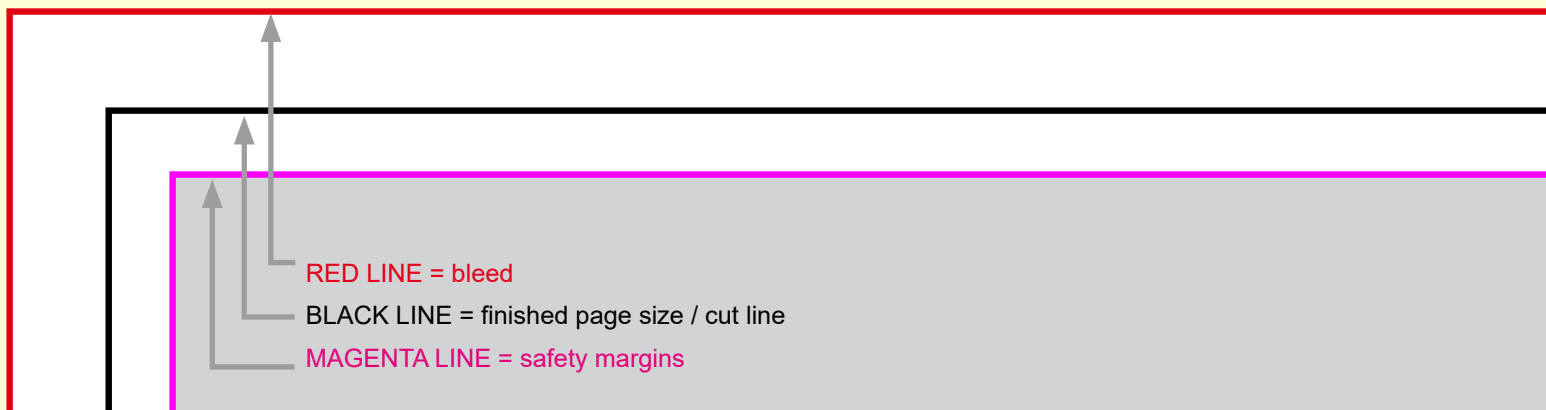 RED LINE = bleed
BLACK LINE = finished page size / cut line
MAGENTA LINE = safety margins